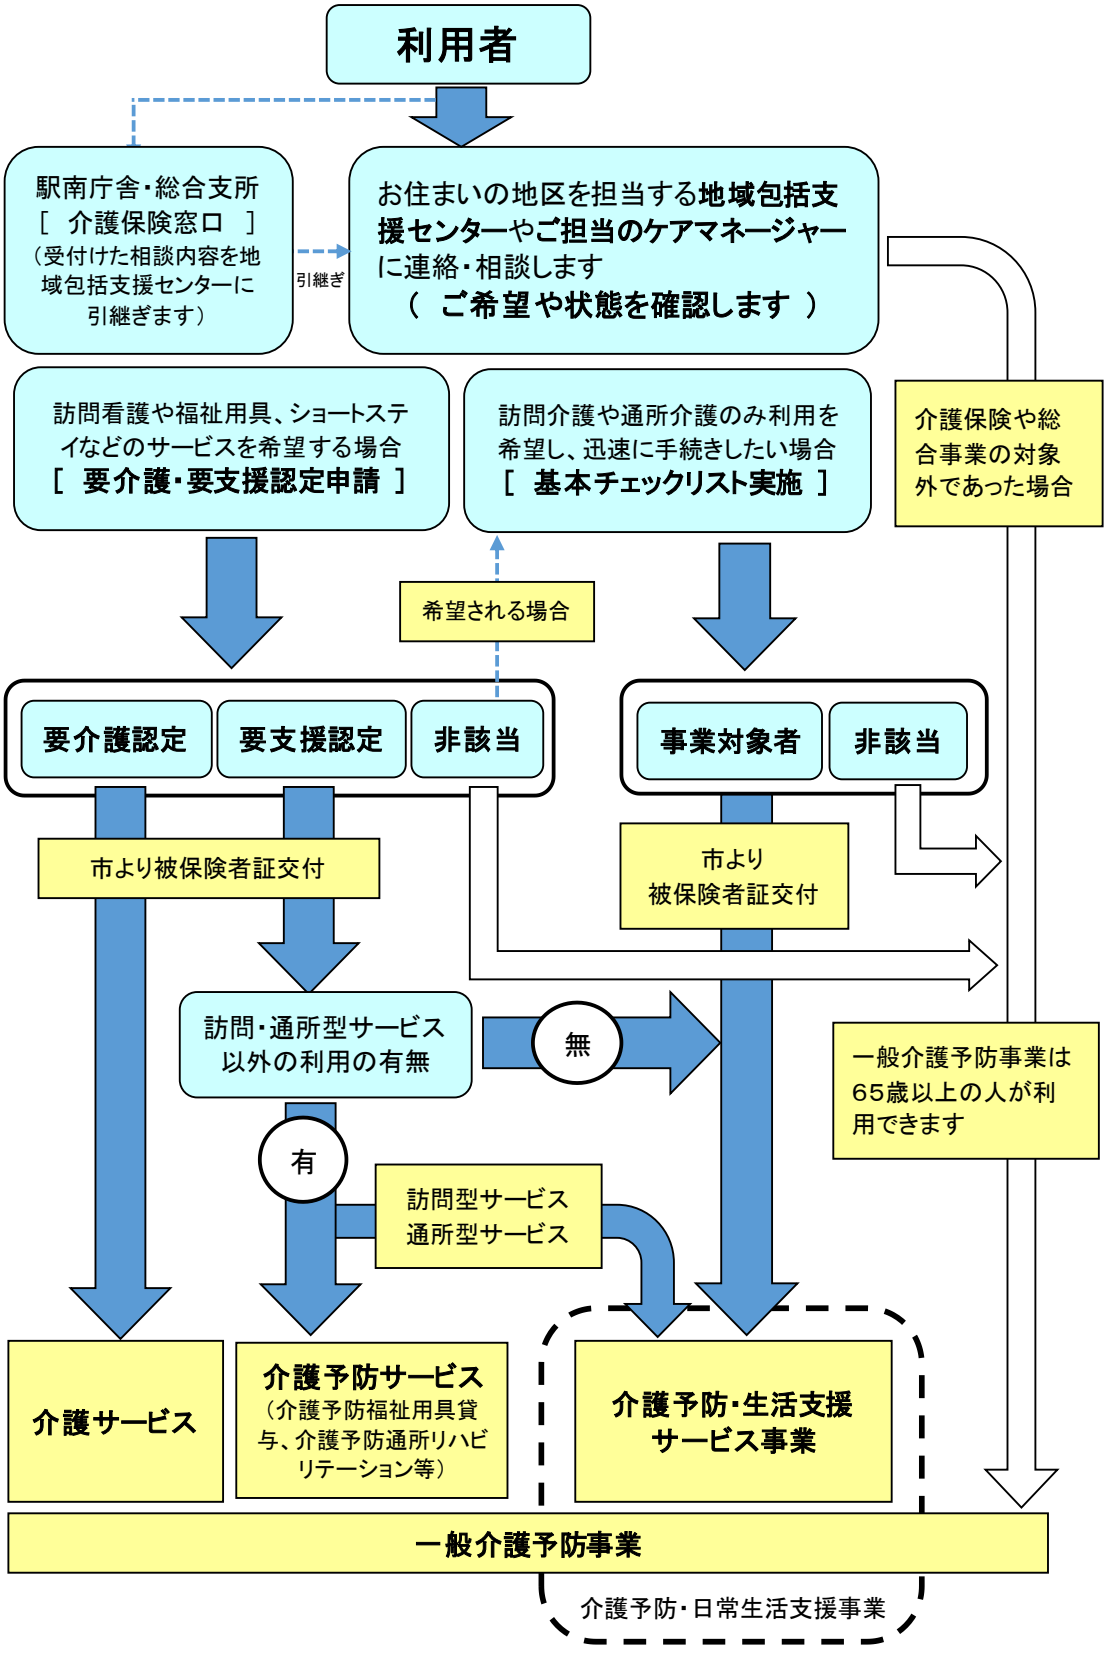 利用者
駅南庁舎・総合支所
［　介護保険窓口　］
（受付けた相談内容を地
域包括支援センターに
引継ぎます）
引継ぎ
お住まいの地区を担当する地域包括支
援センターやご担当のケアマネージャー
に連絡・相談します
（　ご希望や状態を確認します　）
訪問看護や福祉用具、ショートステ
イなどのサービスを希望する場合
［　要介護・要支援認定申請　］
訪問介護や通所介護のみ利用を
希望し、迅速に手続きしたい場合
［　基本チェックリスト実施　］
介護保険や総
合事業の対象
外であった場合
希望される場合
要介護認定
要支援認定
非該当
事業対象者
非該当
市より被保険者証交付
市より
被保険者証交付
訪問・通所型サービス
以外の利用の有無
無
一般介護予防事業は
６５歳以上の人が利
用できます
有
訪問型サービス
通所型サービス
介護サービス
介護予防サービス
（介護予防福祉用具貸
与、介護予防通所リハビ
リテーション等）
介護予防・生活支援
サービス事業
一般介護予防事業
介護予防・日常生活支援事業